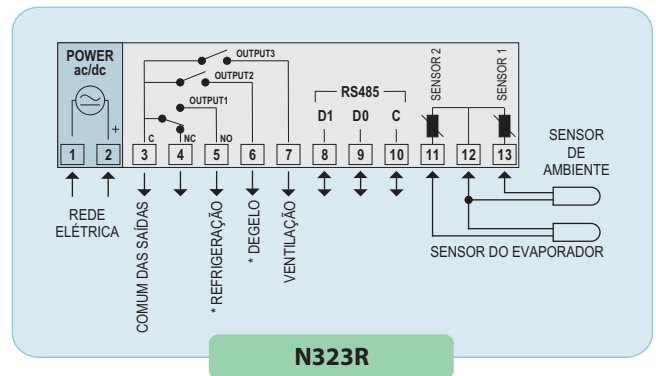 POWER
ac/dc
+
OUTPUT3
OUTPUT2
OUTPUT1
C
NC
NO
RS485
D1 D0 C
SENSOR 2
SENSOR 1
1 2 3 4 5 6 7 8 9 10 11 12 13
REDE
ELÉTRICA
COMUM DAS SAÍDAS
* REFRIGERAÇÃO
* DEGELO
VENTILAÇÃO
SENSOR
DE
AMBIENTE
SENSOR DO EVAPORADOR
N323R